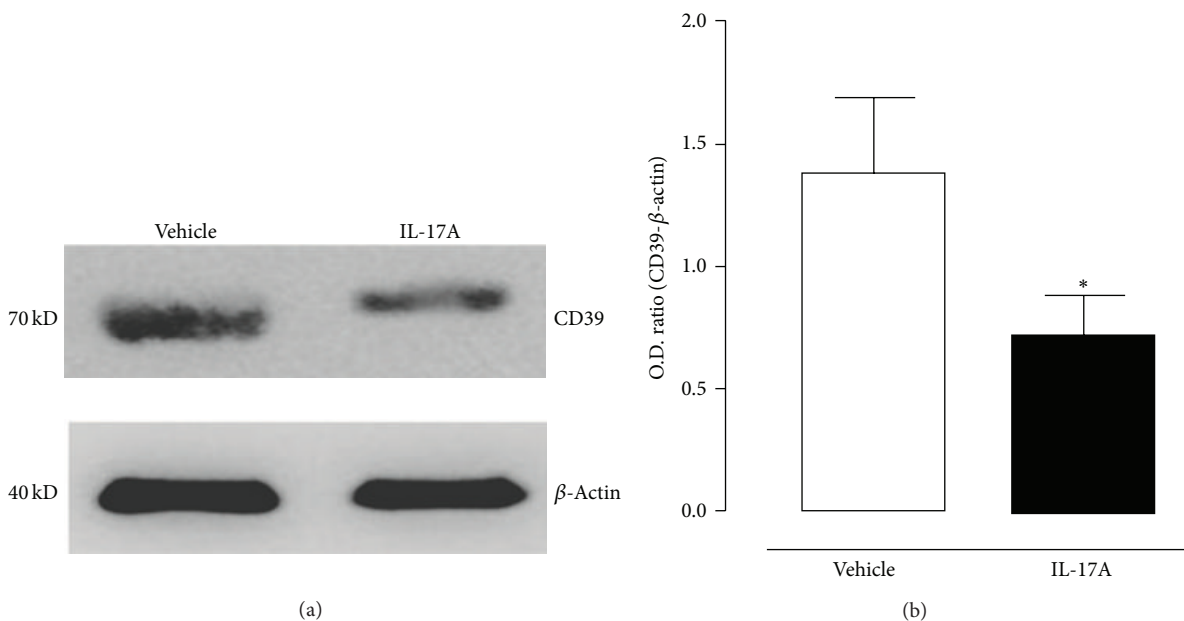 Vehicle IL-17A
70 kD CD39
40 kD β-Actin
(a)
2.0
1.5
1.0
0.5
0.0
O.D. ratio (CD39-β-actin)
*
Vehicle IL-17A
(b)